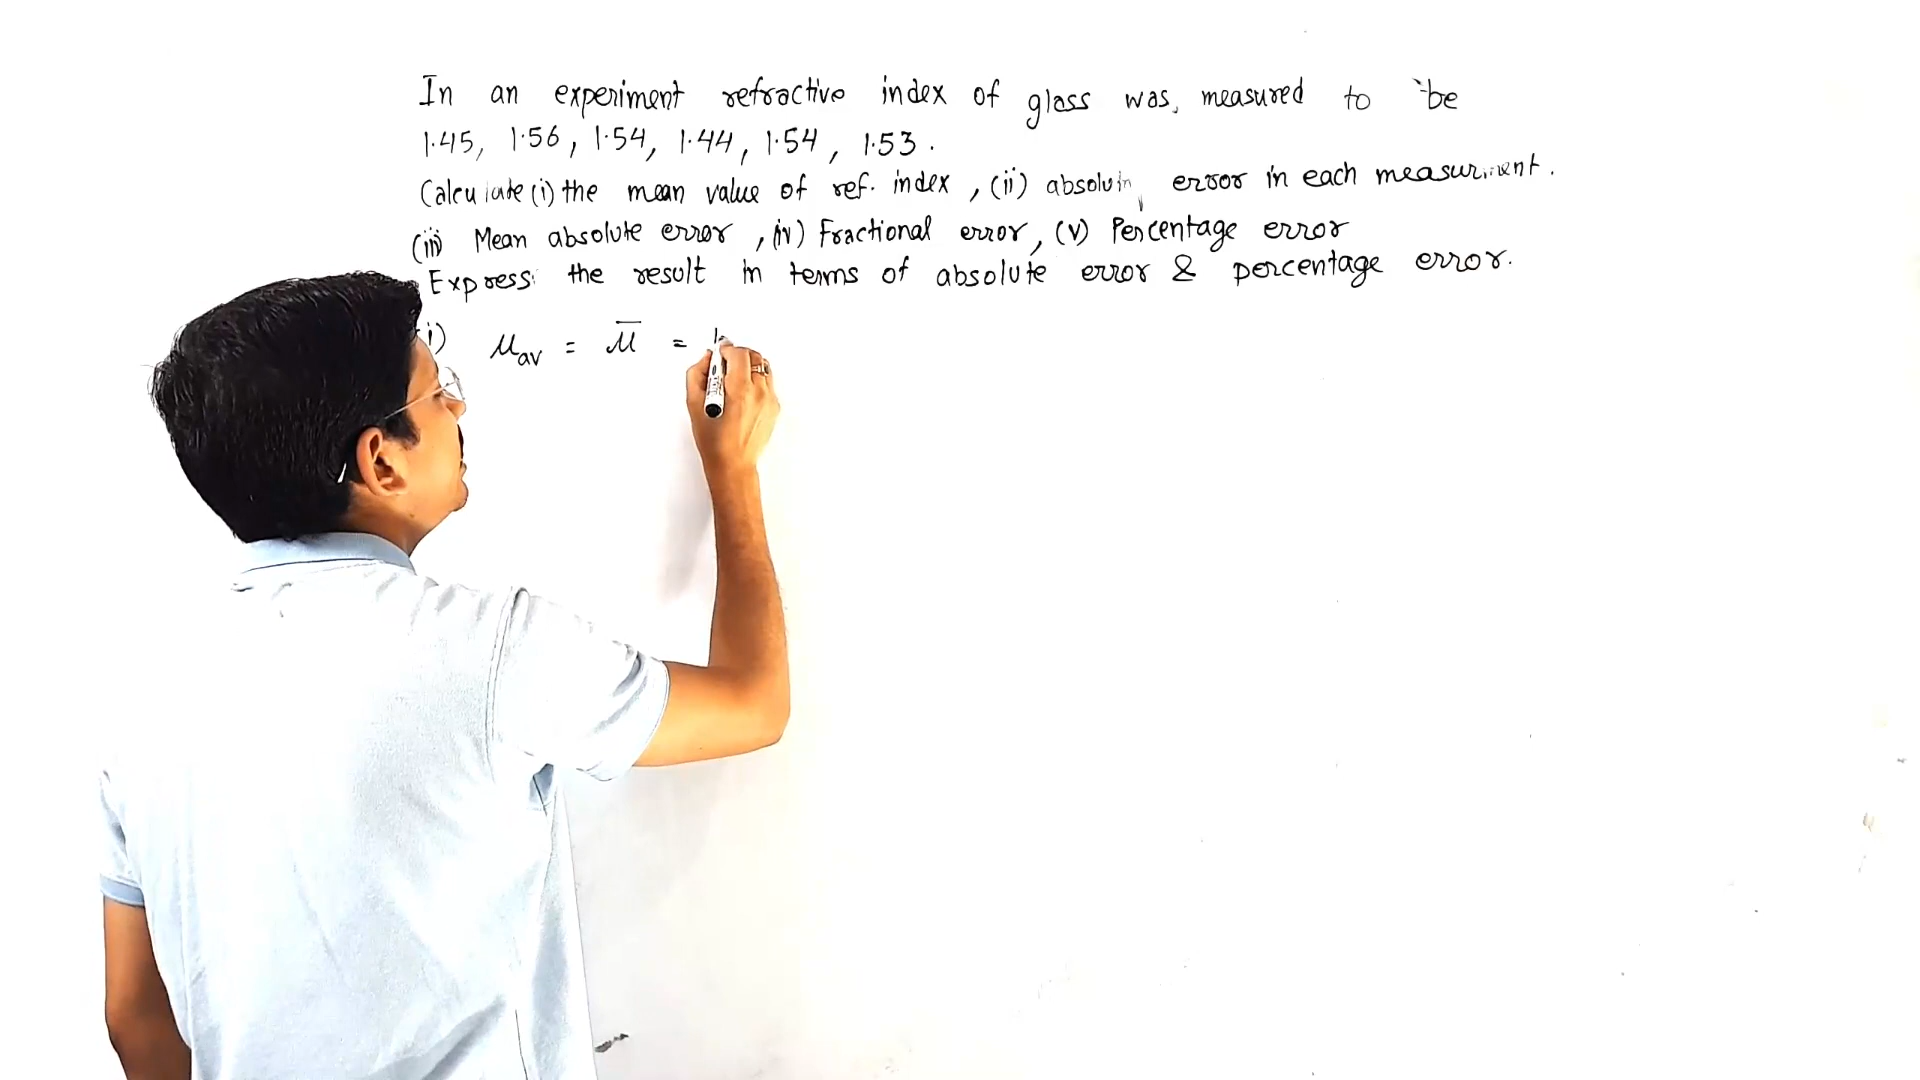 In an experiment refractive index of glass was, measured to be
1.45, 1.56, 1.54, 1.44, 1.54, 1.53.
Calculate (i) the mean value of ref. index, (ii) error in each measurment.
(iii) Mean absolute error, (iv) Fractional error, (v) Percentage error
Express the result in terms of absolute error & percentage error.
i) μav = μ̅ =